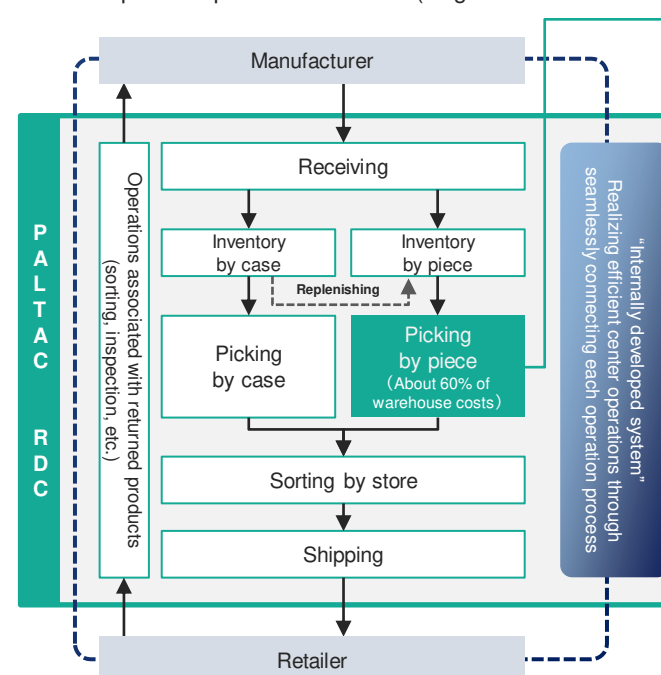 Manufacturer
PALTAC RDC
Operations associated with returned products
(sorting, inspection, etc.)
Receiving
Inventory
by case
Inventory
by piece
Replenishing
Picking
by case
Picking
by piece
(About 60% of
warehouse costs)
Sorting by store
Shipping
"Internally developed system"
Realizing efficient center operations through
seamlessly connecting each operation process
Retailer